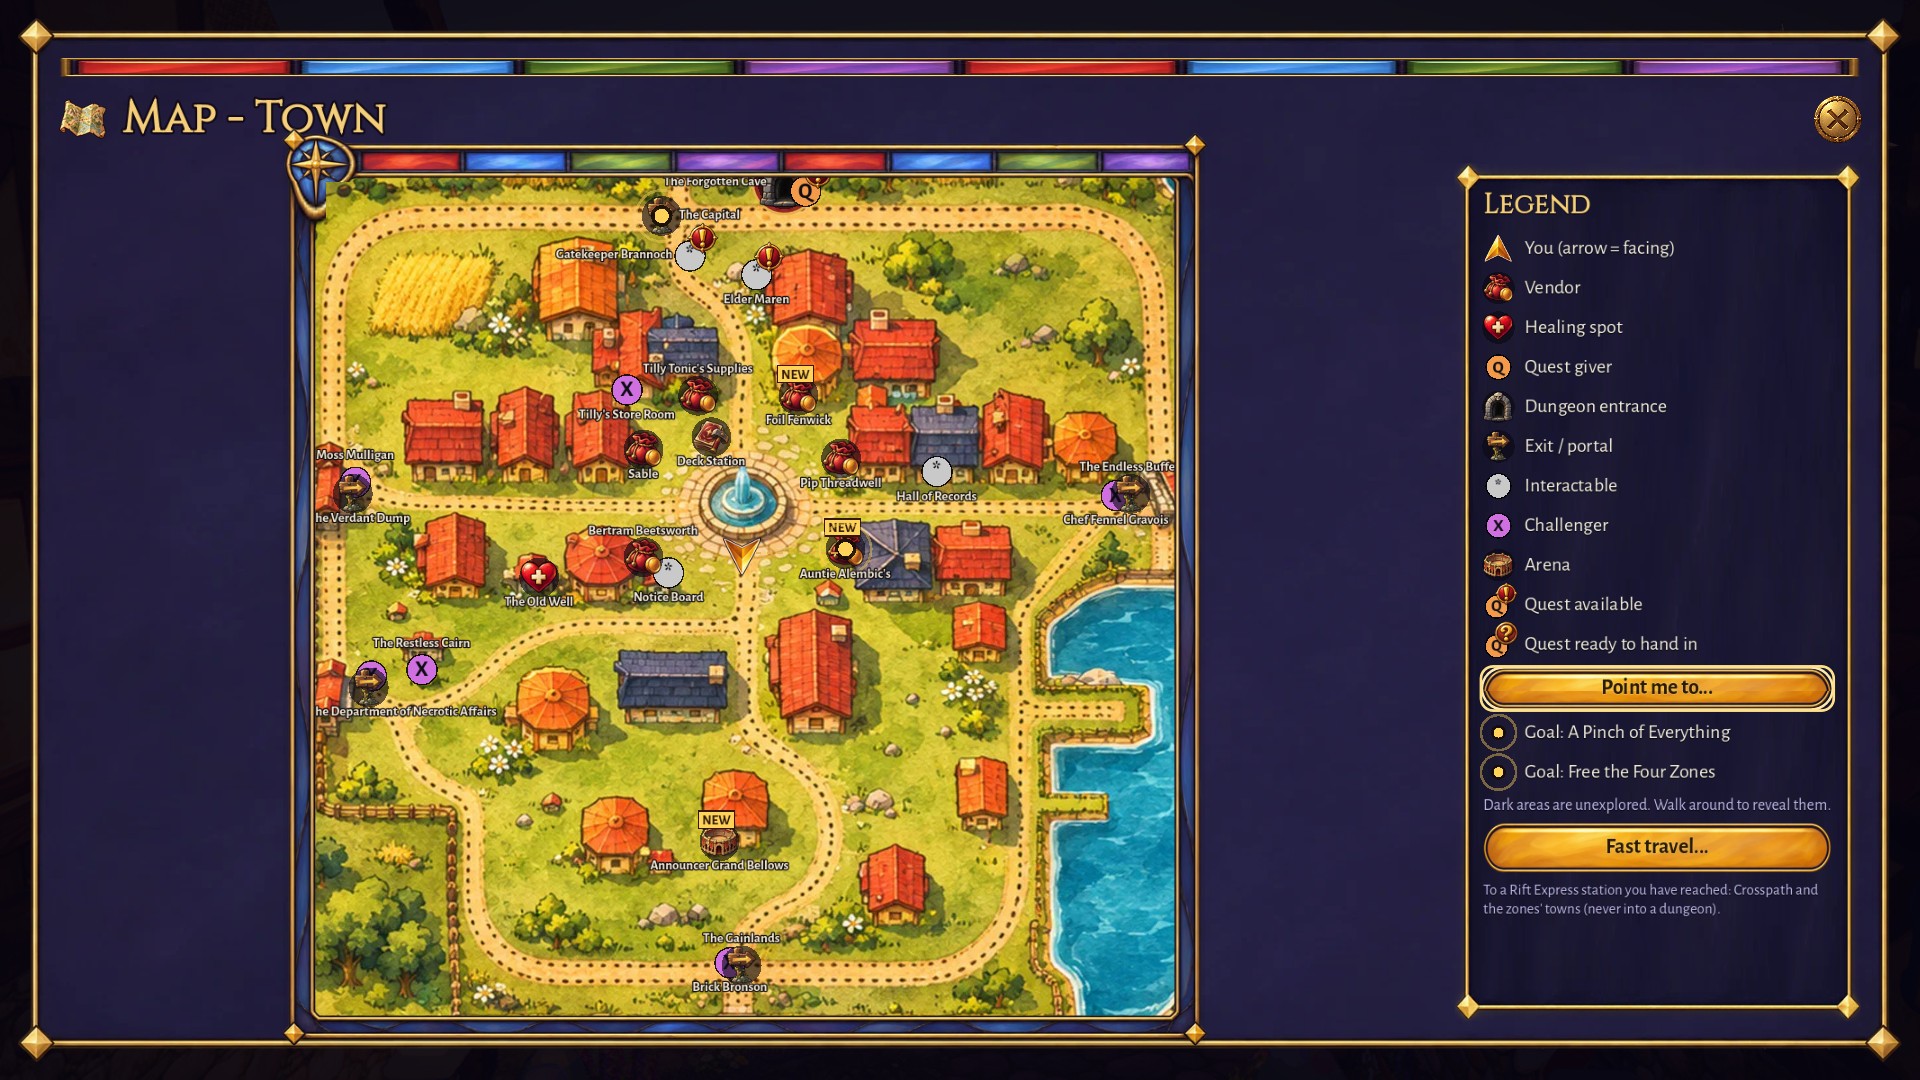 Map - Town
The Forgotten Cave
Q
The Capital
Gatekeeper Brannoch
Elder Maren
Tilly Tonic's Supplies
NEW
X
Tilly's Store Room
Foil Fenwick
Moss Mulligan
Sable
Deck Station
Pip Threadwell
Hall of Records
The Endless Buffe
X
he Verdant Dump
Chef Fennel Gravois
Bertram Beetsworth
NEW
Auntie Alembic's
The Old Well
Notice Board
The Restless Cairn
X
he Department of Necrotic Affairs
NEW
Announcer Grand Bellows
The Gainlands
Brick Bronson
Legend
You (arrow = facing)
Vendor
Healing spot
Q Quest giver
Dungeon entrance
Exit / portal
* Interactable
X Challenger
Arena
Q ! Quest available
Q ? Quest ready to hand in
Point me to...
Goal: A Pinch of Everything
Goal: Free the Four Zones
Dark areas are unexplored. Walk around to reveal them.
Fast travel...
To a Rift Express station you have reached: Crosspath and
the zones' towns (never into a dungeon).